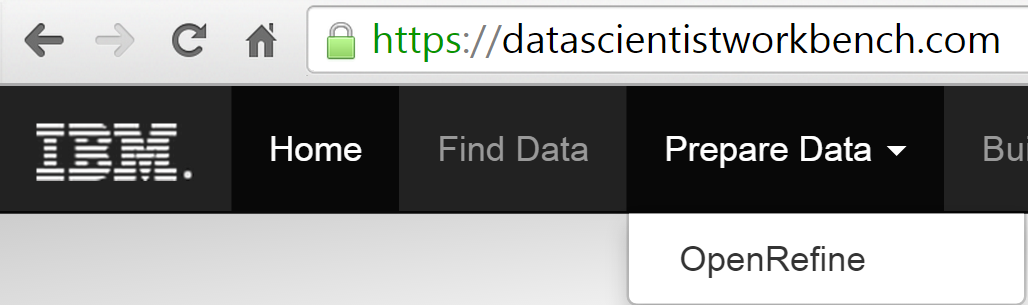 https://datascientistworkbench.com
IBM. Home Find Data Prepare Data
OpenRefine